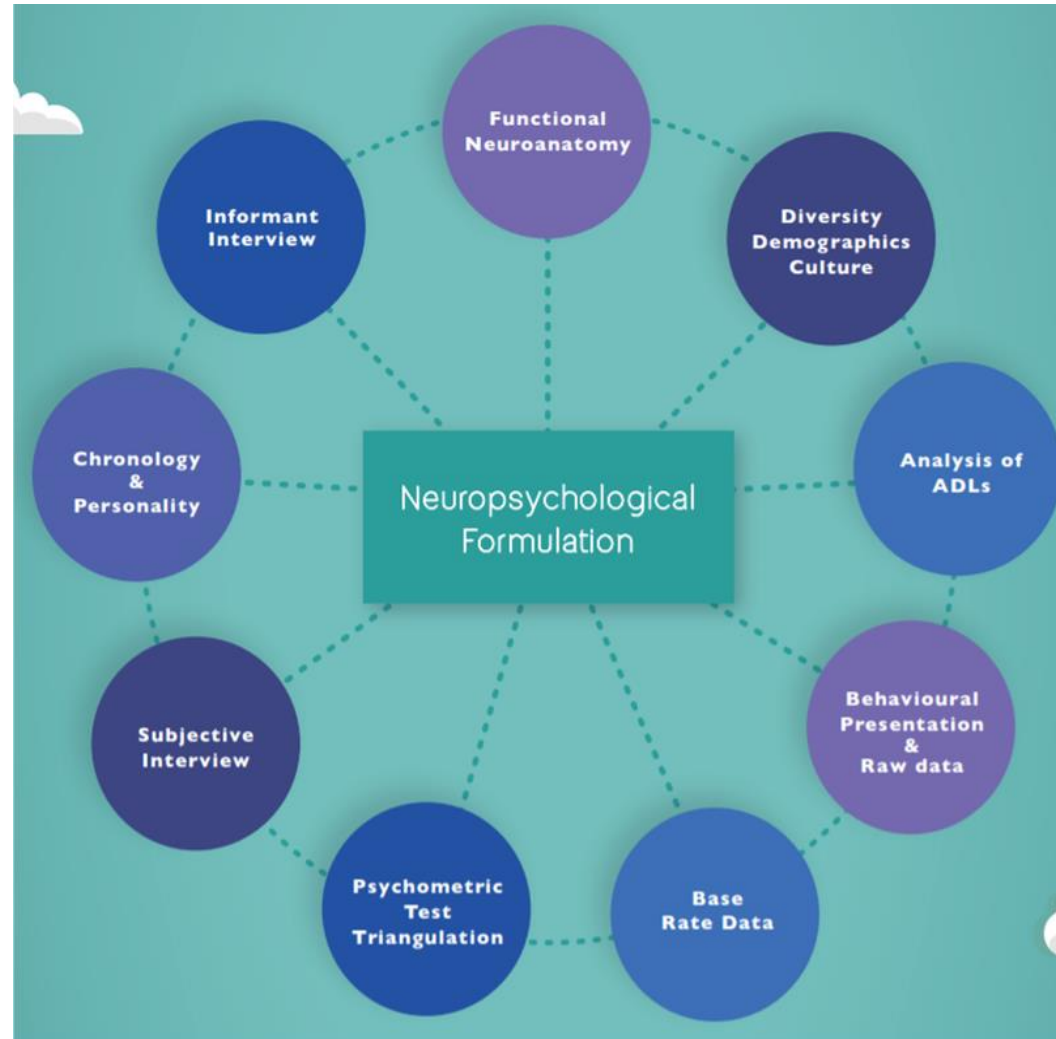 Functional
Neuroanatomy
Diversity
Demographics
Culture
Analysis of
ADLs
Behavioural
Presentation
&
Raw data
Base
Rate Data
Psychometric
Test
Triangulation
Subjective
Interview
Chronology
&
Personality
Informant
Interview
Neuropsychological
Formulation